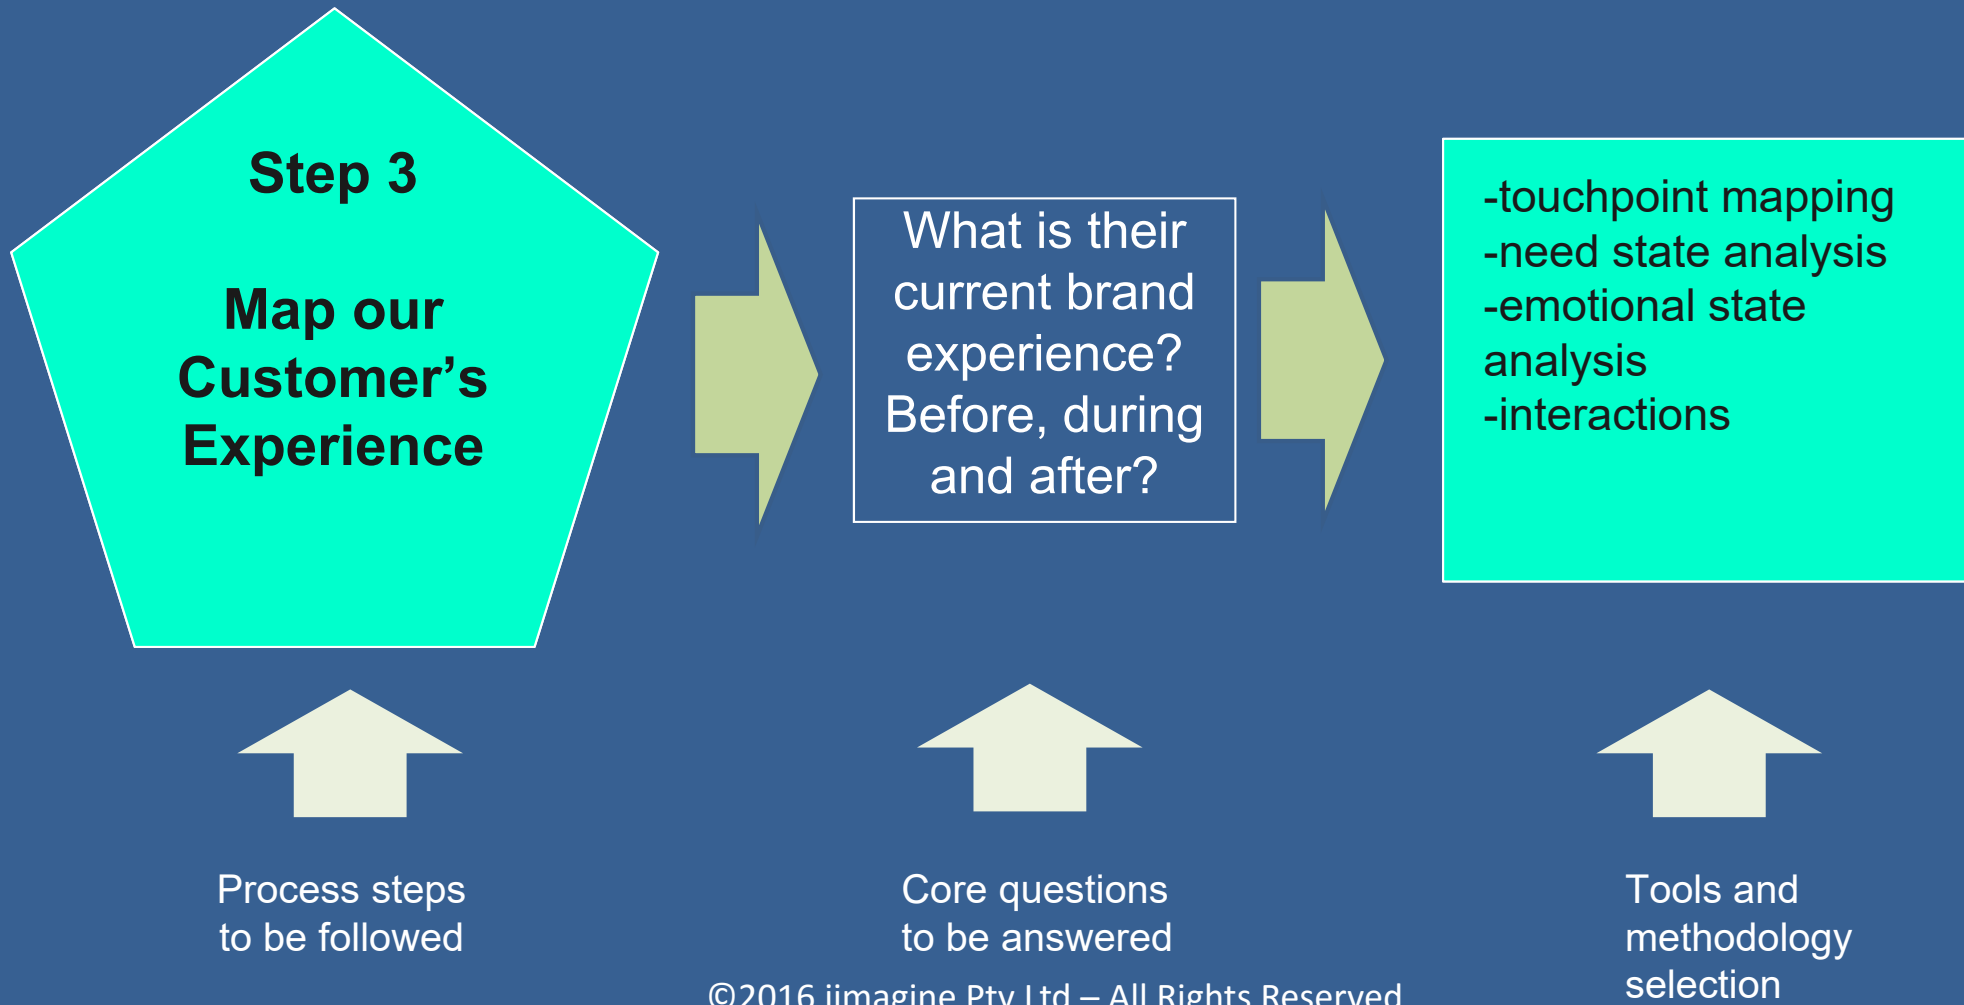 Step 3
Map our
Customer’s
Experience
What is their
current brand
experience?
Before, during
and after?
-touchpoint mapping
-need state analysis
-emotional state
analysis
-interactions
Process steps
to be followed
Core questions
to be answered
Tools and
methodology
selection
©2016 iimagine Pty Ltd – All Rights Reserved